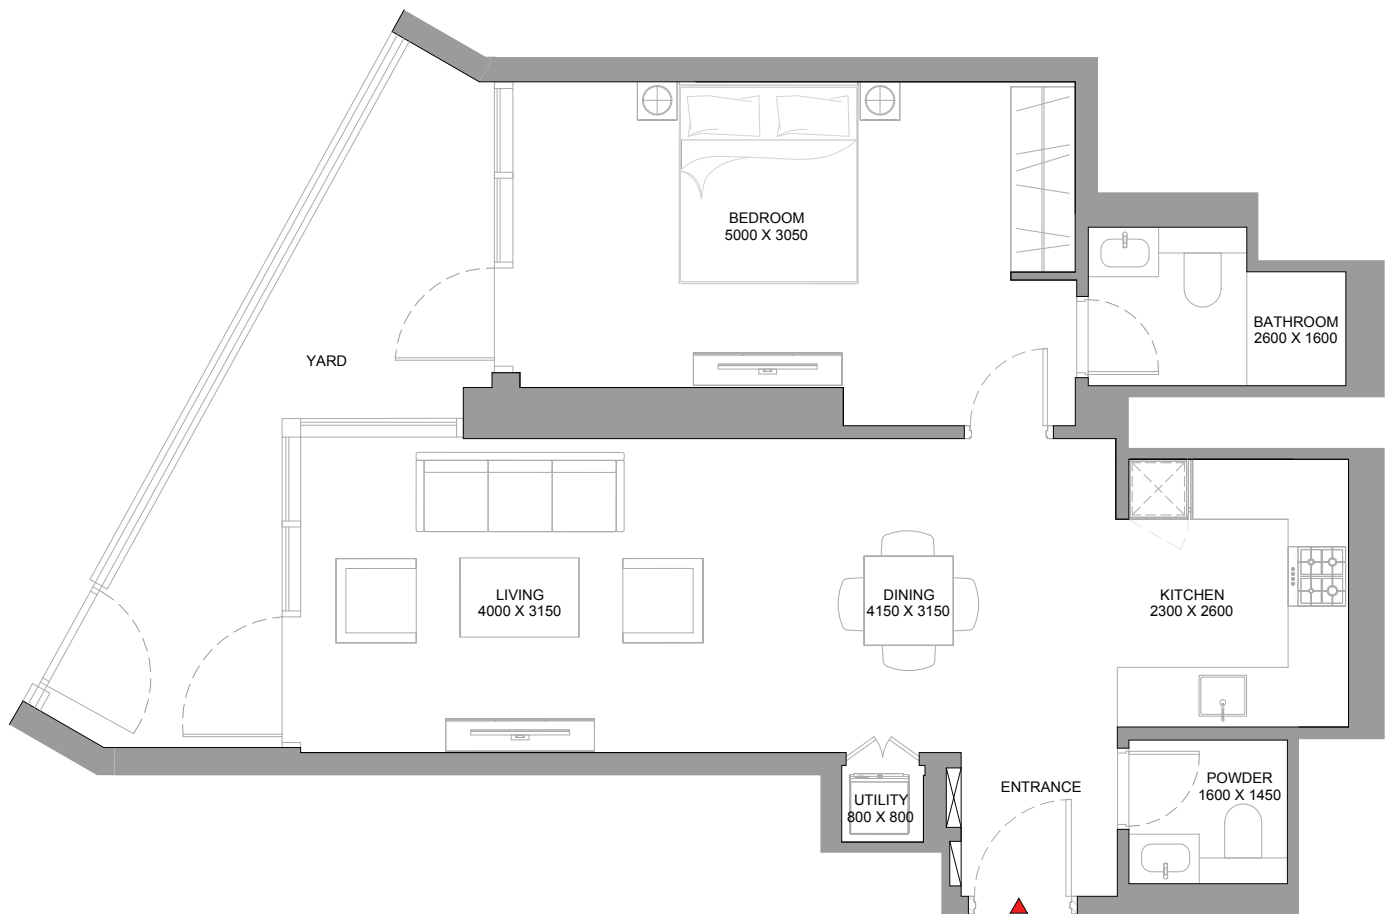 BEDROOM
5000 X 3050
BATHROOM
2600 X 1600
YARD
LIVING
4000 X 3150
DINING
4150 X 3150
KITCHEN
2300 X 2600
ENTRANCE
POWDER
1600 X 1450
UTILITY
800 X 800